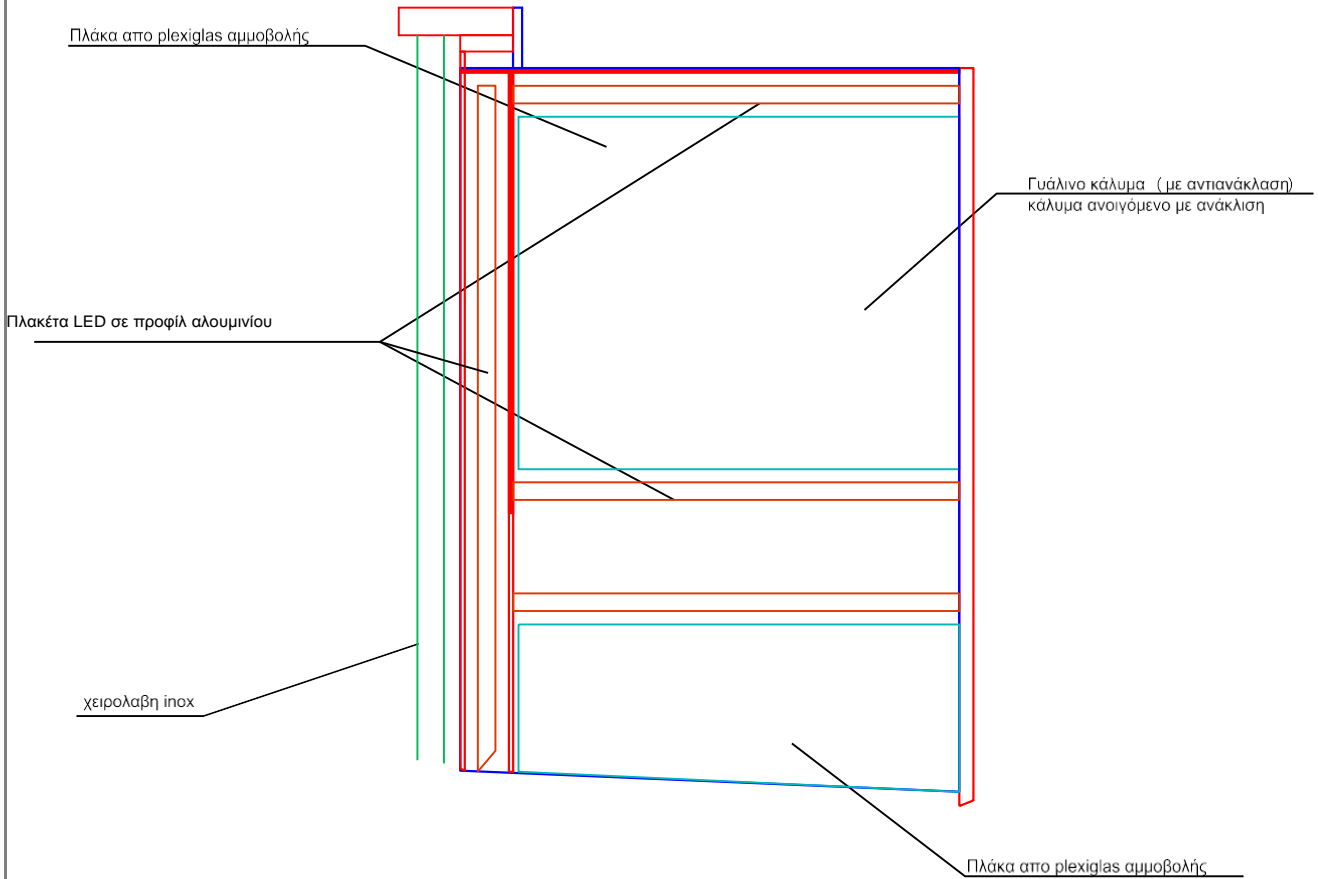 Πλάκα απο plexiglas αμμοβολής
Γυάλινο κάλυμα ( με αντιανάκλαση)
κάλυμα ανοιγόμενο με ανάκλιση
Πλακέτα LED σε προφίλ αλουμινίου
χειρολαβη inox
Πλάκα απο plexiglas αμμοβολής